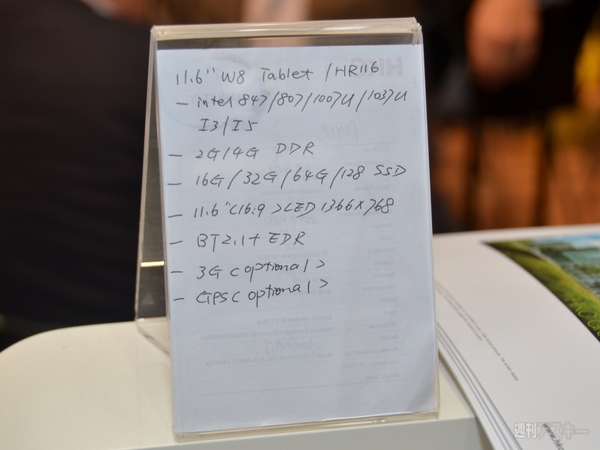 11.6" W8 Tablet /HR116
- intel 847/807/1007U/1037U
I3/I5
- 2G/4G DDR
- 16G/32G/64G/128 SSD
- 11.6"(16:9)LED 1366x768
- BT2.1+ EDR
- 3G (optional)
- GPS(optional)
週刊アスキー